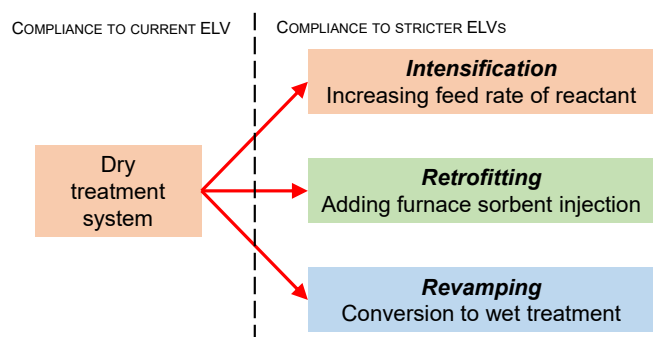 COMPLIANCE TO CURRENT ELV
COMPLIANCE TO STRICTER ELVS
Intensification
Increasing feed rate of reactant
Dry
treatment
system
Retrofitting
Adding furnace sorbent injection
Revamping
Conversion to wet treatment